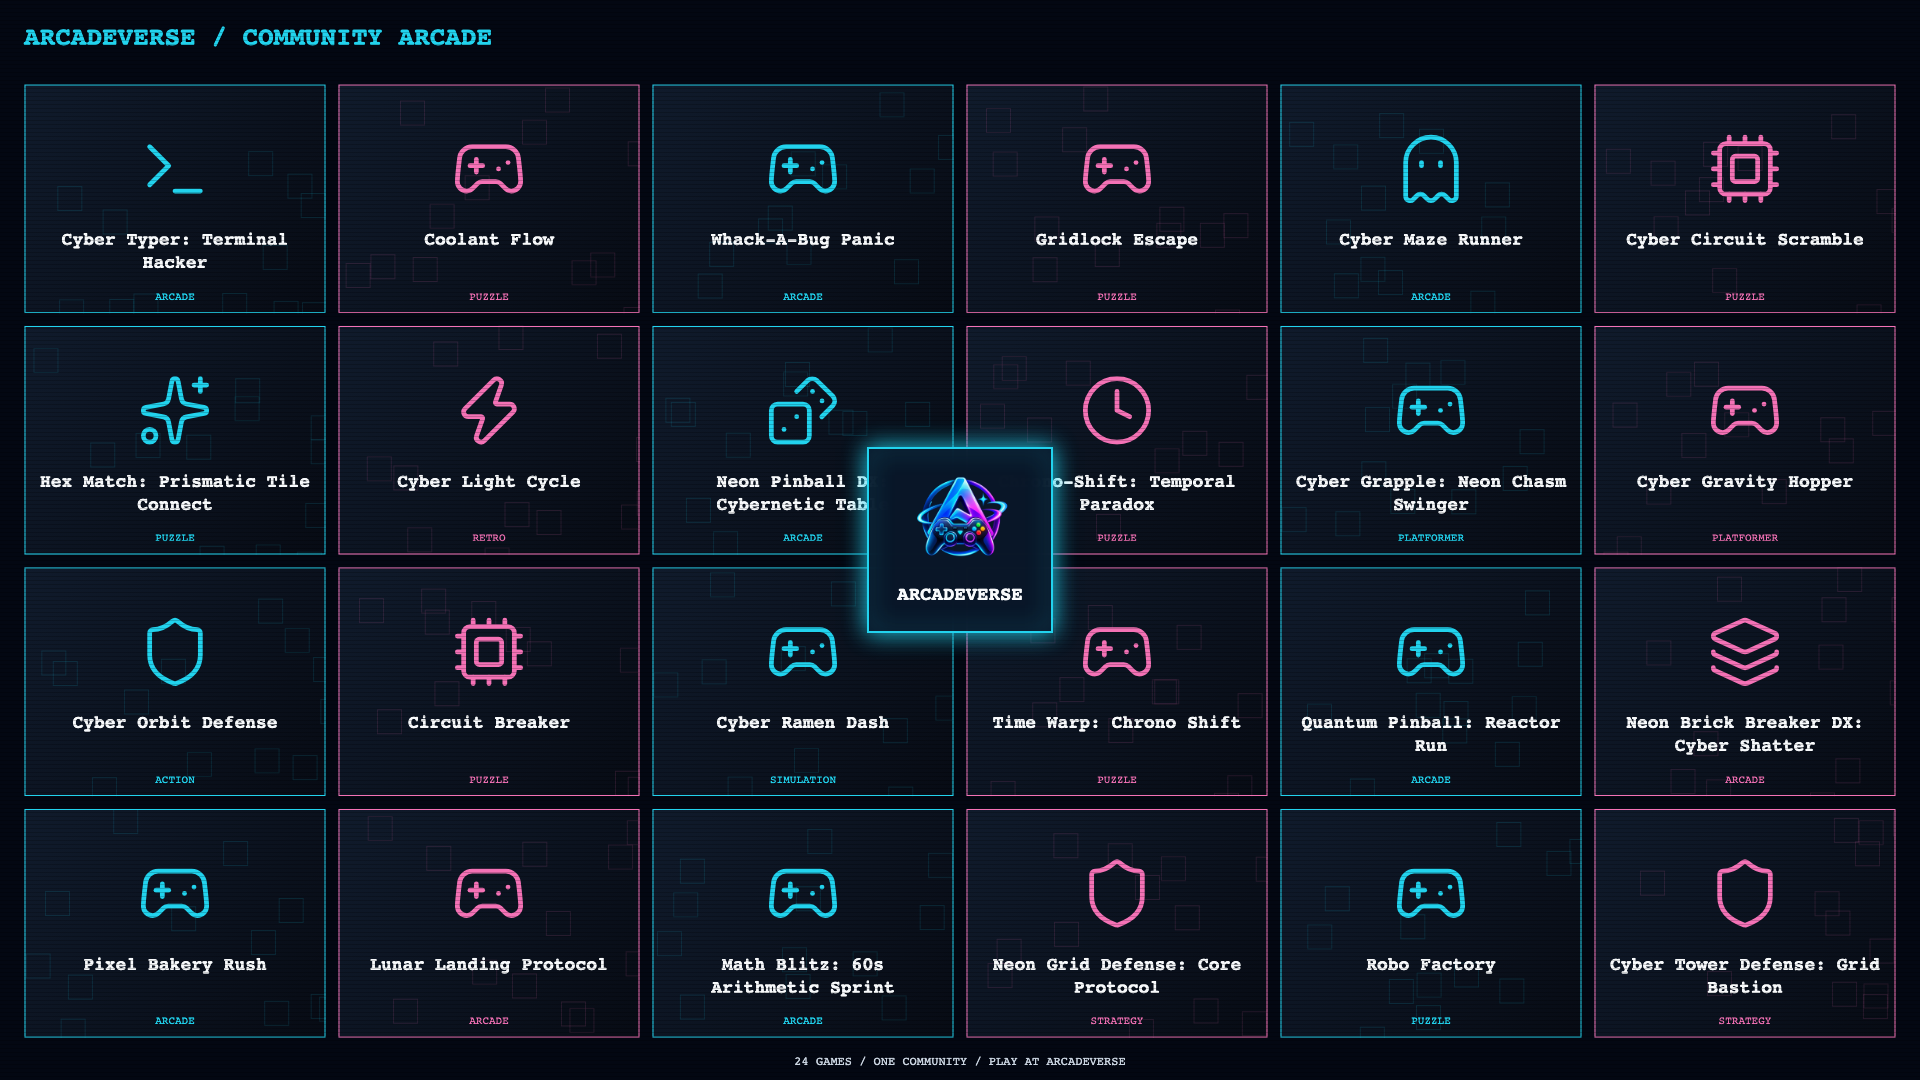 ARCADEVERSE / COMMUNITY ARCADE
Cyber Typer: Terminal
Hacker
ARCADE
Coolant Flow
PUZZLE
Whack-A-Bug Panic
ARCADE
Gridlock Escape
PUZZLE
Cyber Maze Runner
ARCADE
Cyber Circuit Scramble
PUZZLE
Hex Match: Prismatic Tile
Connect
PUZZLE
Cyber Light Cycle
RETRO
Neon Pinball
Cybernetic
ARCADE
Temporal
Paradox
PUZZLE
Cyber Grapple: Neon Chasm
Swinger
PLATFORMER
Cyber Gravity Hopper
PLATFORMER
ARCADEVERSE
Cyber Orbit Defense
ACTION
Circuit Breaker
PUZZLE
Cyber Ramen Dash
SIMULATION
Time Warp: Chrono Shift
PUZZLE
Quantum Pinball: Reactor
Run
ARCADE
Neon Brick Breaker DX:
Cyber Shatter
ARCADE
Pixel Bakery Rush
ARCADE
Lunar Landing Protocol
ARCADE
Math Blitz: 60s
Arithmetic Sprint
ARCADE
Neon Grid Defense: Core
Protocol
STRATEGY
Robo Factory
PUZZLE
Cyber Tower Defense: Grid
Bastion
STRATEGY
24 GAMES / ONE COMMUNITY / PLAY AT ARCADEVERSE